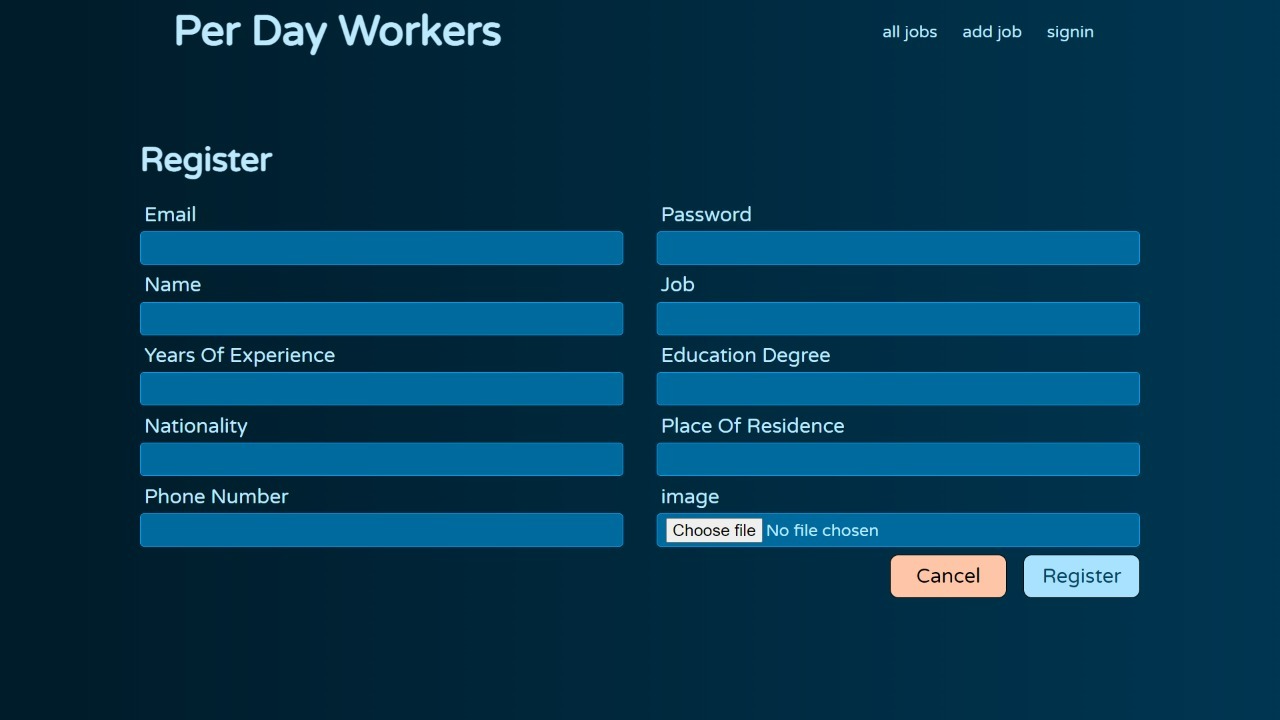 Per Day Workers
all jobs
add job
signin
Register
Email
Password
Name
Job
Years Of Experience
Education Degree
Nationality
Place Of Residence
Phone Number
image
Choose file No file chosen
Cancel
Register